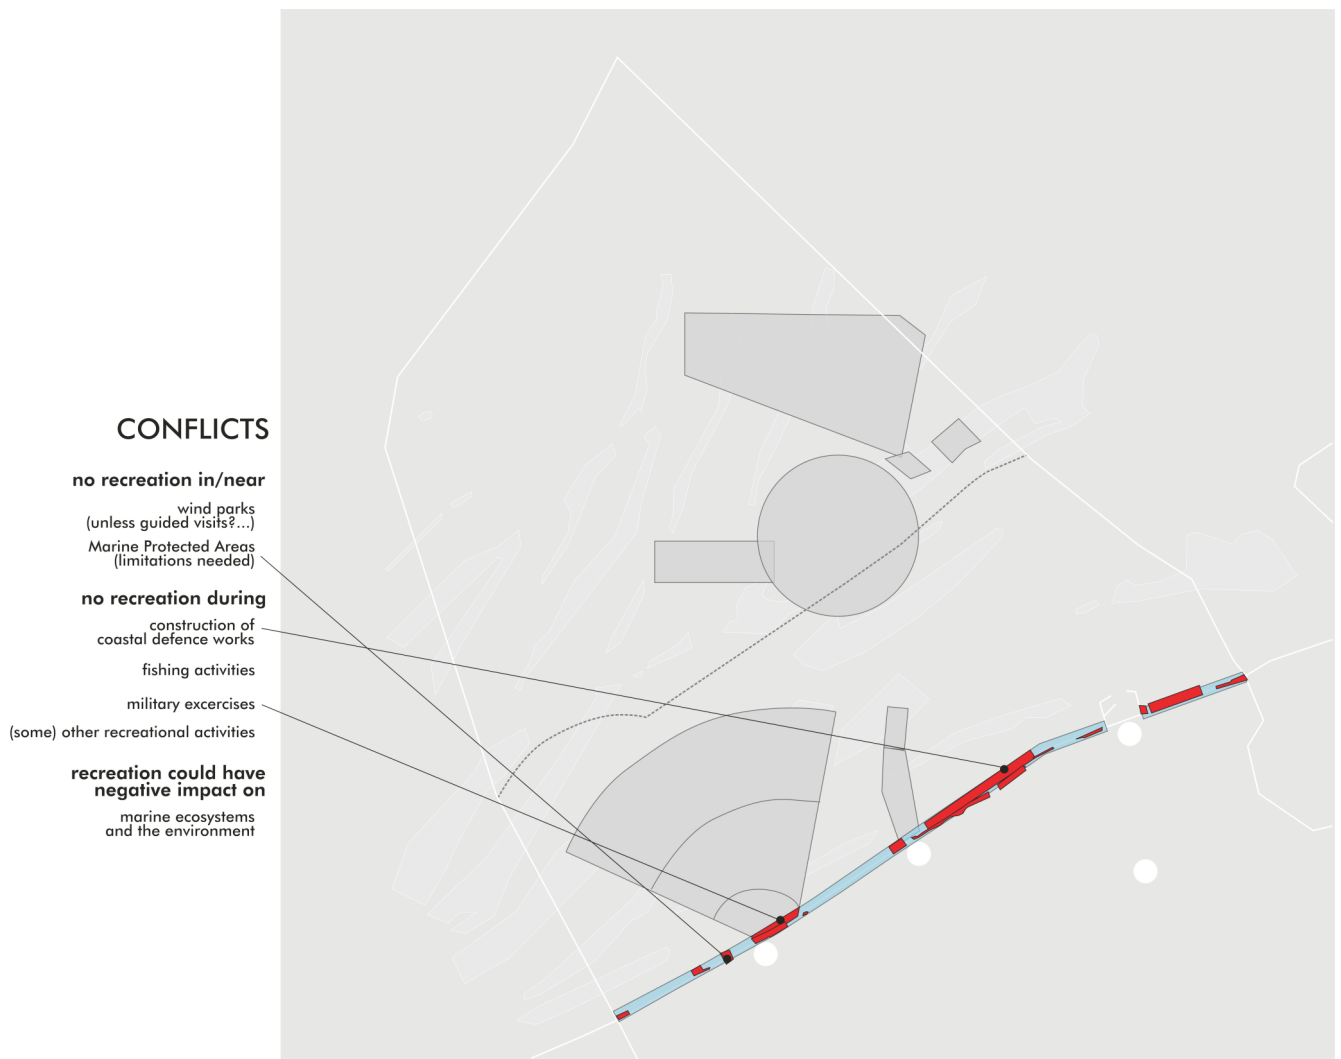 CONFLICTS
no recreation in/near
wind parks
(unless guided visits?...)
Marine Protected Areas
(limitations needed)
no recreation during
construction of
coastal defence works
fishing activities
military excercises
(some) other recreational activities
recreation could have
negative impact on
marine ecosystems
and the environment